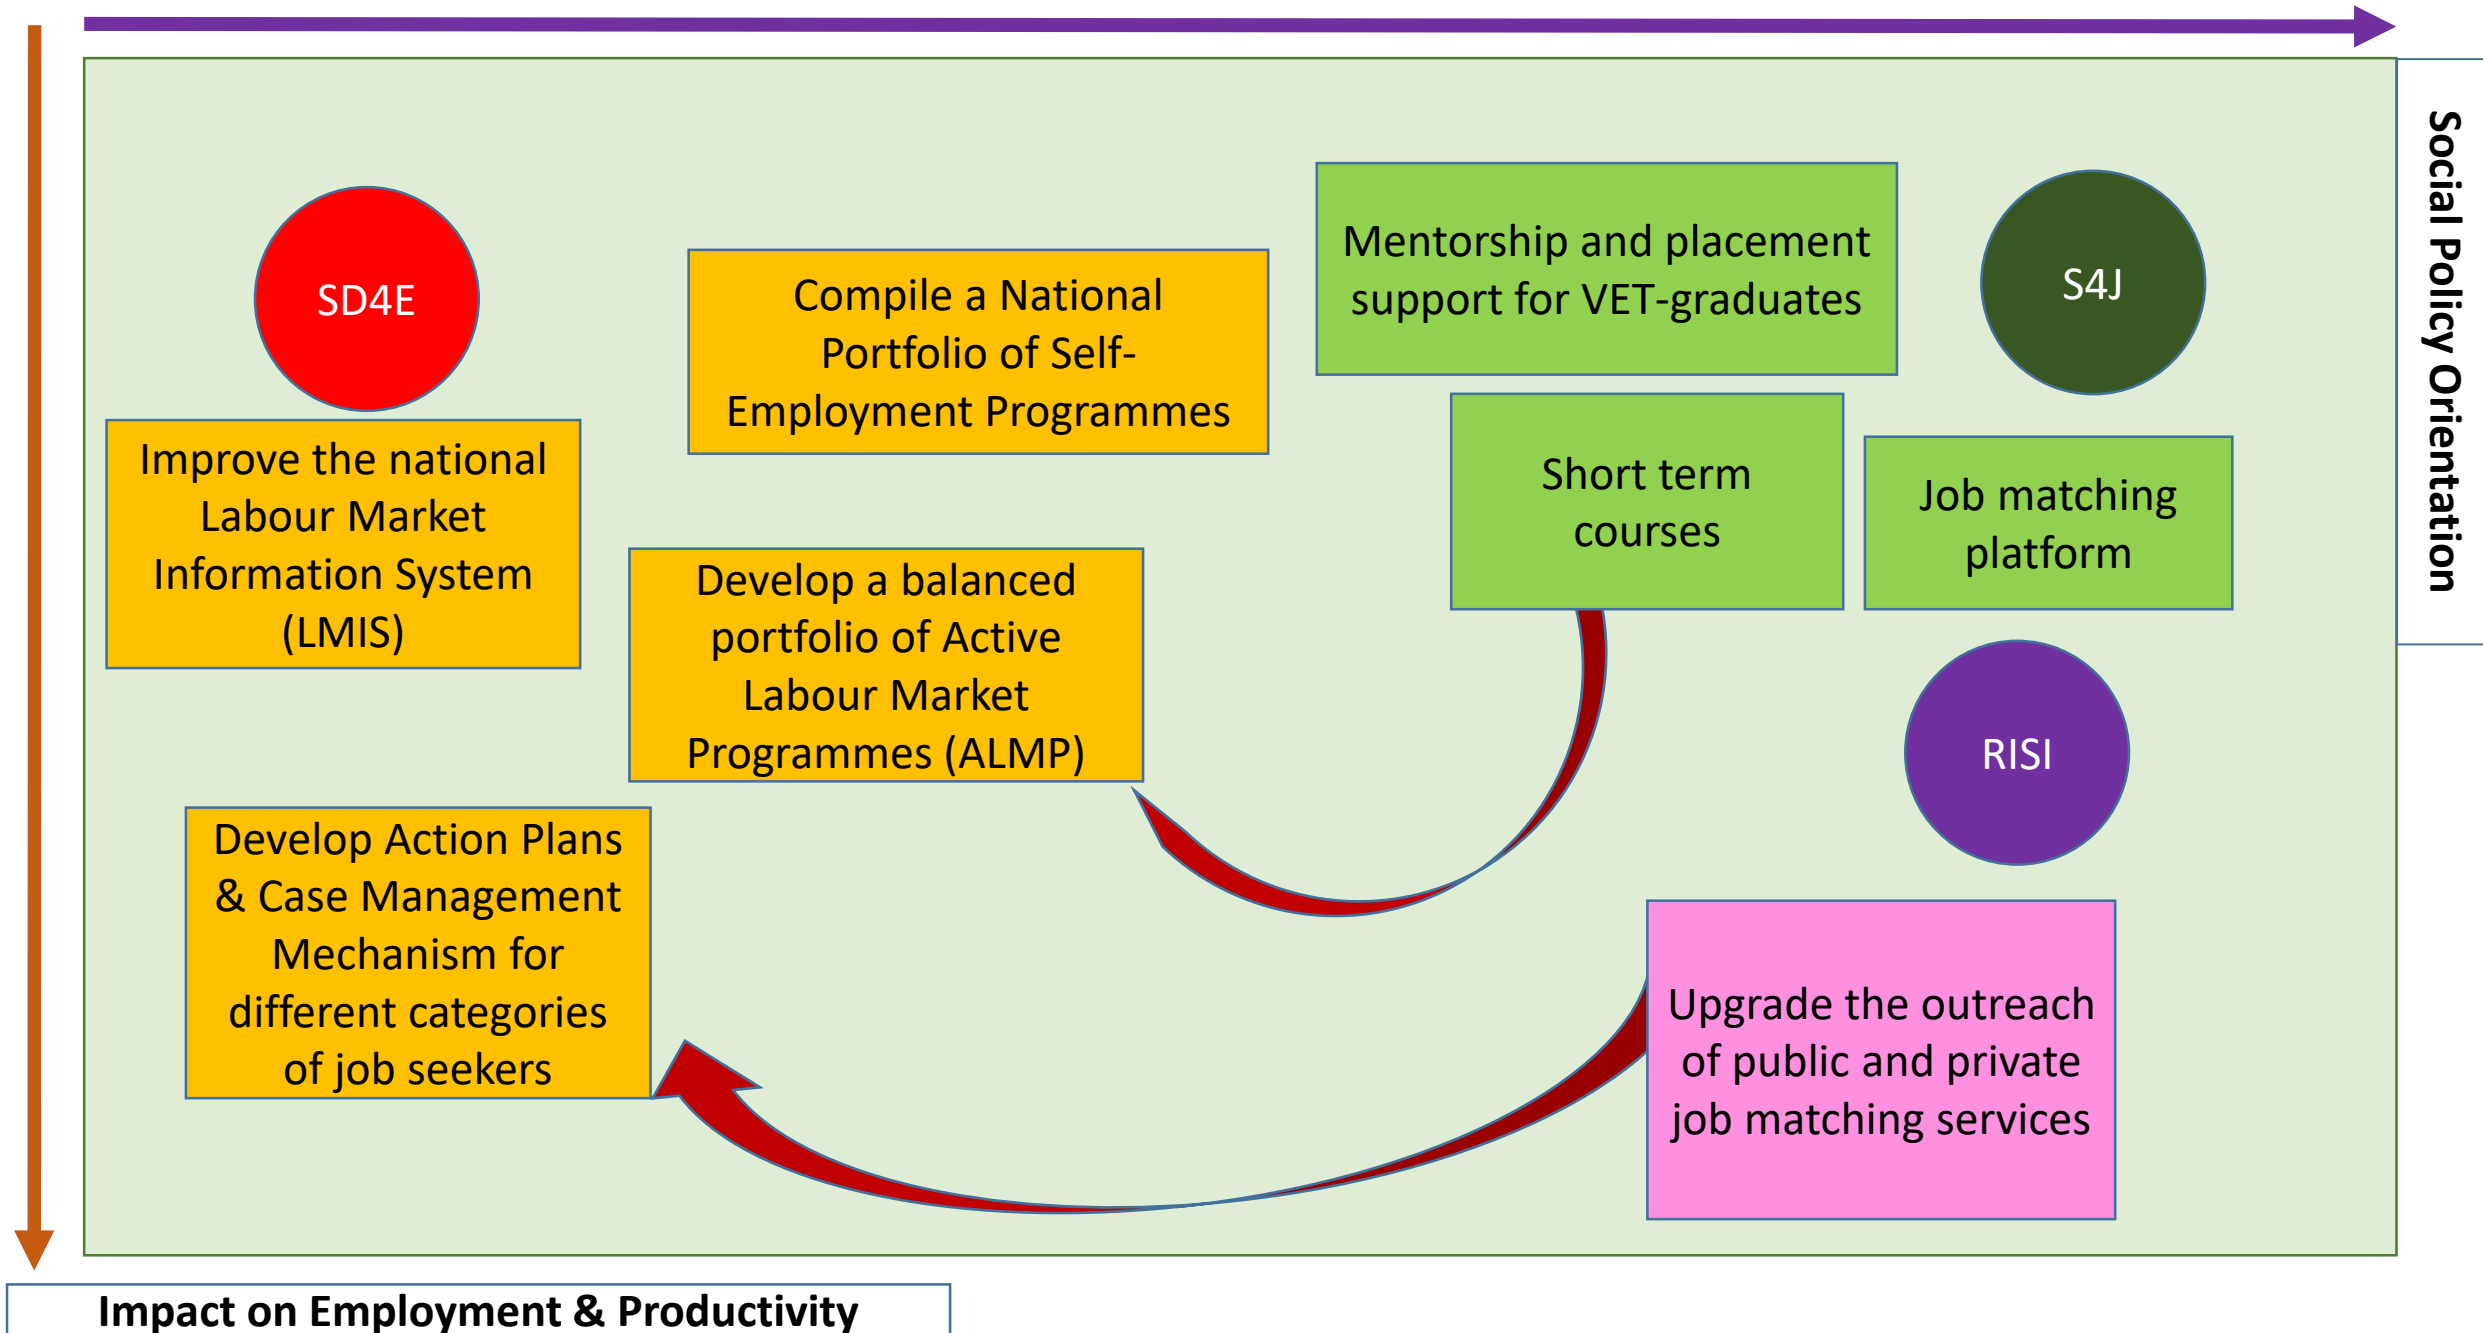 SD4E
Improve the national
Labour Market
Information System
(LMIS)
Compile a National
Portfolio of Self-
Employment Programmes
Develop a balanced
portfolio of Active
Labour Market
Programmes (ALMP)
Develop Action Plans
& Case Management
Mechanism for
different categories
of job seekers
Mentorship and placement
support for VET-graduates
S4J
Short term
courses
Job matching
platform
RISI
Upgrade the outreach
of public and private
job matching services
Social Policy Orientation
Impact on Employment & Productivity